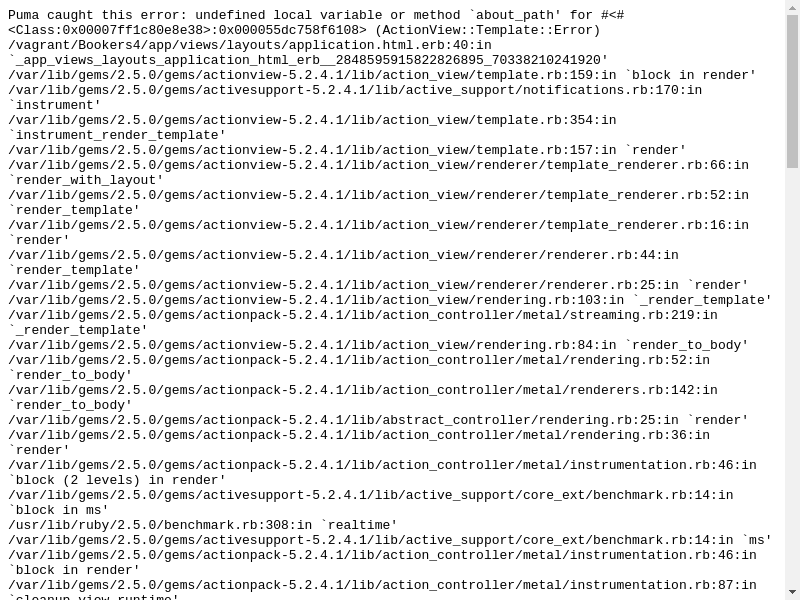 Puma caught this error: undefined local variable or method `about_path' for #<#
<Class:0x00007ff1c80e8e38>:0x000055dc758f6108> (ActionView::Template::Error)
/vagrant/Bookers4/app/views/layouts/application.html.erb:40:in
`_app_views_layouts_application_html_erb__2848595915822826895_70338210241920'
/var/lib/gems/2.5.0/gems/actionview-5.2.4.1/lib/action_view/template.rb:159:in `block in render'
/var/lib/gems/2.5.0/gems/activesupport-5.2.4.1/lib/active_support/notifications.rb:170:in
`instrument'
/var/lib/gems/2.5.0/gems/actionview-5.2.4.1/lib/action_view/template.rb:354:in
`instrument_render_template'
/var/lib/gems/2.5.0/gems/actionview-5.2.4.1/lib/action_view/template.rb:157:in `render'
/var/lib/gems/2.5.0/gems/actionview-5.2.4.1/lib/action_view/renderer/template_renderer.rb:66:in
`render_with_layout'
/var/lib/gems/2.5.0/gems/actionview-5.2.4.1/lib/action_view/renderer/template_renderer.rb:52:in
`render_template'
/var/lib/gems/2.5.0/gems/actionview-5.2.4.1/lib/action_view/renderer/template_renderer.rb:16:in
`render'
/var/lib/gems/2.5.0/gems/actionview-5.2.4.1/lib/action_view/renderer/renderer.rb:44:in
`render_template'
/var/lib/gems/2.5.0/gems/actionview-5.2.4.1/lib/action_view/renderer/renderer.rb:25:in `render'
/var/lib/gems/2.5.0/gems/actionview-5.2.4.1/lib/action_view/rendering.rb:103:in `_render_template'
/var/lib/gems/2.5.0/gems/actionpack-5.2.4.1/lib/action_controller/metal/streaming.rb:219:in
`_render_template'
/var/lib/gems/2.5.0/gems/actionview-5.2.4.1/lib/action_view/rendering.rb:84:in `render_to_body'
/var/lib/gems/2.5.0/gems/actionpack-5.2.4.1/lib/action_controller/metal/rendering.rb:52:in
`render_to_body'
/var/lib/gems/2.5.0/gems/actionpack-5.2.4.1/lib/action_controller/metal/renderers.rb:142:in
`render_to_body'
/var/lib/gems/2.5.0/gems/actionpack-5.2.4.1/lib/abstract_controller/rendering.rb:25:in `render'
/var/lib/gems/2.5.0/gems/actionpack-5.2.4.1/lib/action_controller/metal/rendering.rb:36:in
`render'
/var/lib/gems/2.5.0/gems/actionpack-5.2.4.1/lib/action_controller/metal/instrumentation.rb:46:in
`block (2 levels) in render'
/var/lib/gems/2.5.0/gems/activesupport-5.2.4.1/lib/active_support/core_ext/benchmark.rb:14:in
`block in ms'
/usr/lib/ruby/2.5.0/benchmark.rb:308:in `realtime'
/var/lib/gems/2.5.0/gems/activesupport-5.2.4.1/lib/active_support/core_ext/benchmark.rb:14:in `ms'
/var/lib/gems/2.5.0/gems/actionpack-5.2.4.1/lib/action_controller/metal/instrumentation.rb:46:in
`block in render'
/var/lib/gems/2.5.0/gems/actionpack-5.2.4.1/lib/action_controller/metal/instrumentation.rb:87:in
`cleanup_view_runtime'